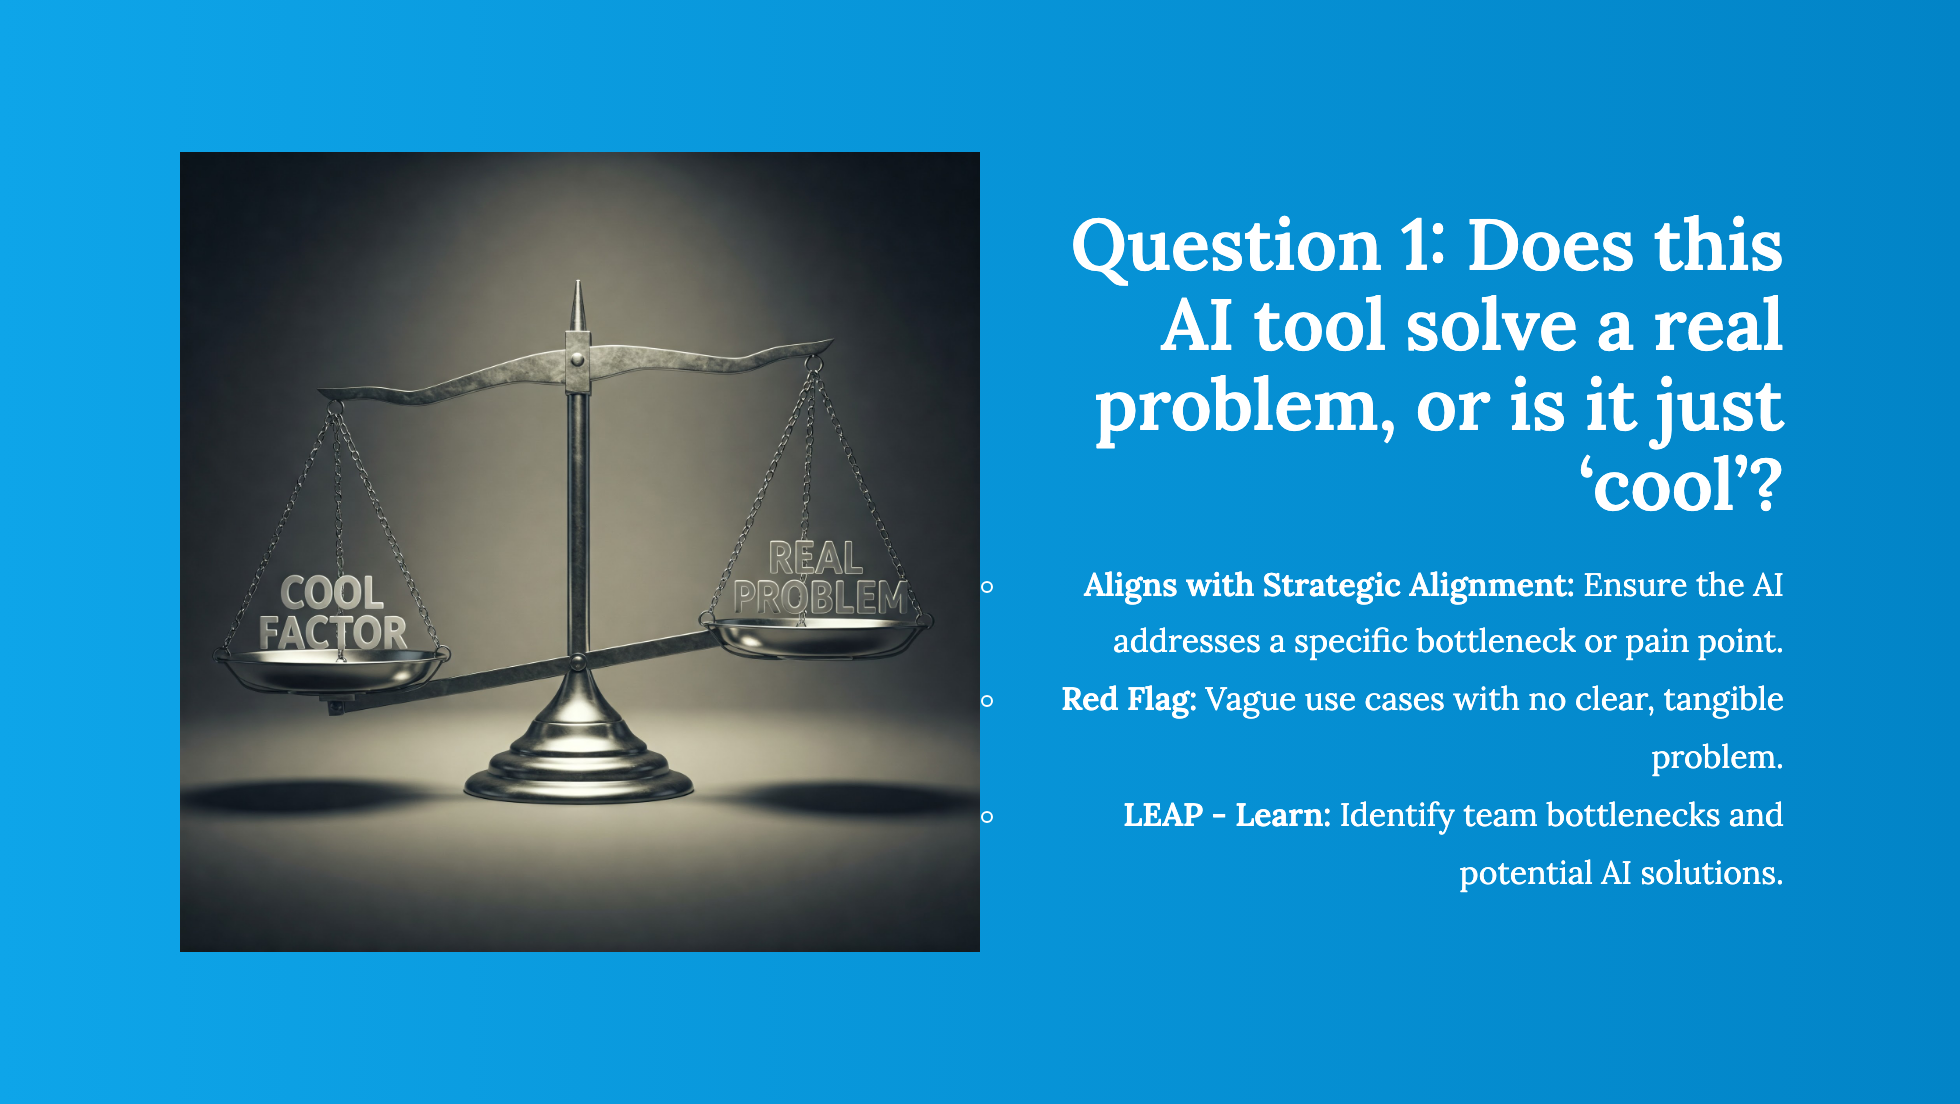 COOL
FACTOR
REAL
PROBLEM
Question 1: Does this
AI tool solve a real
problem, or is it just
‘cool’?
Aligns with Strategic Alignment: Ensure the AI
addresses a specific bottleneck or pain point.
Red Flag: Vague use cases with no clear, tangible
problem.
LEAP - Learn: Identify team bottlenecks and
potential AI solutions.